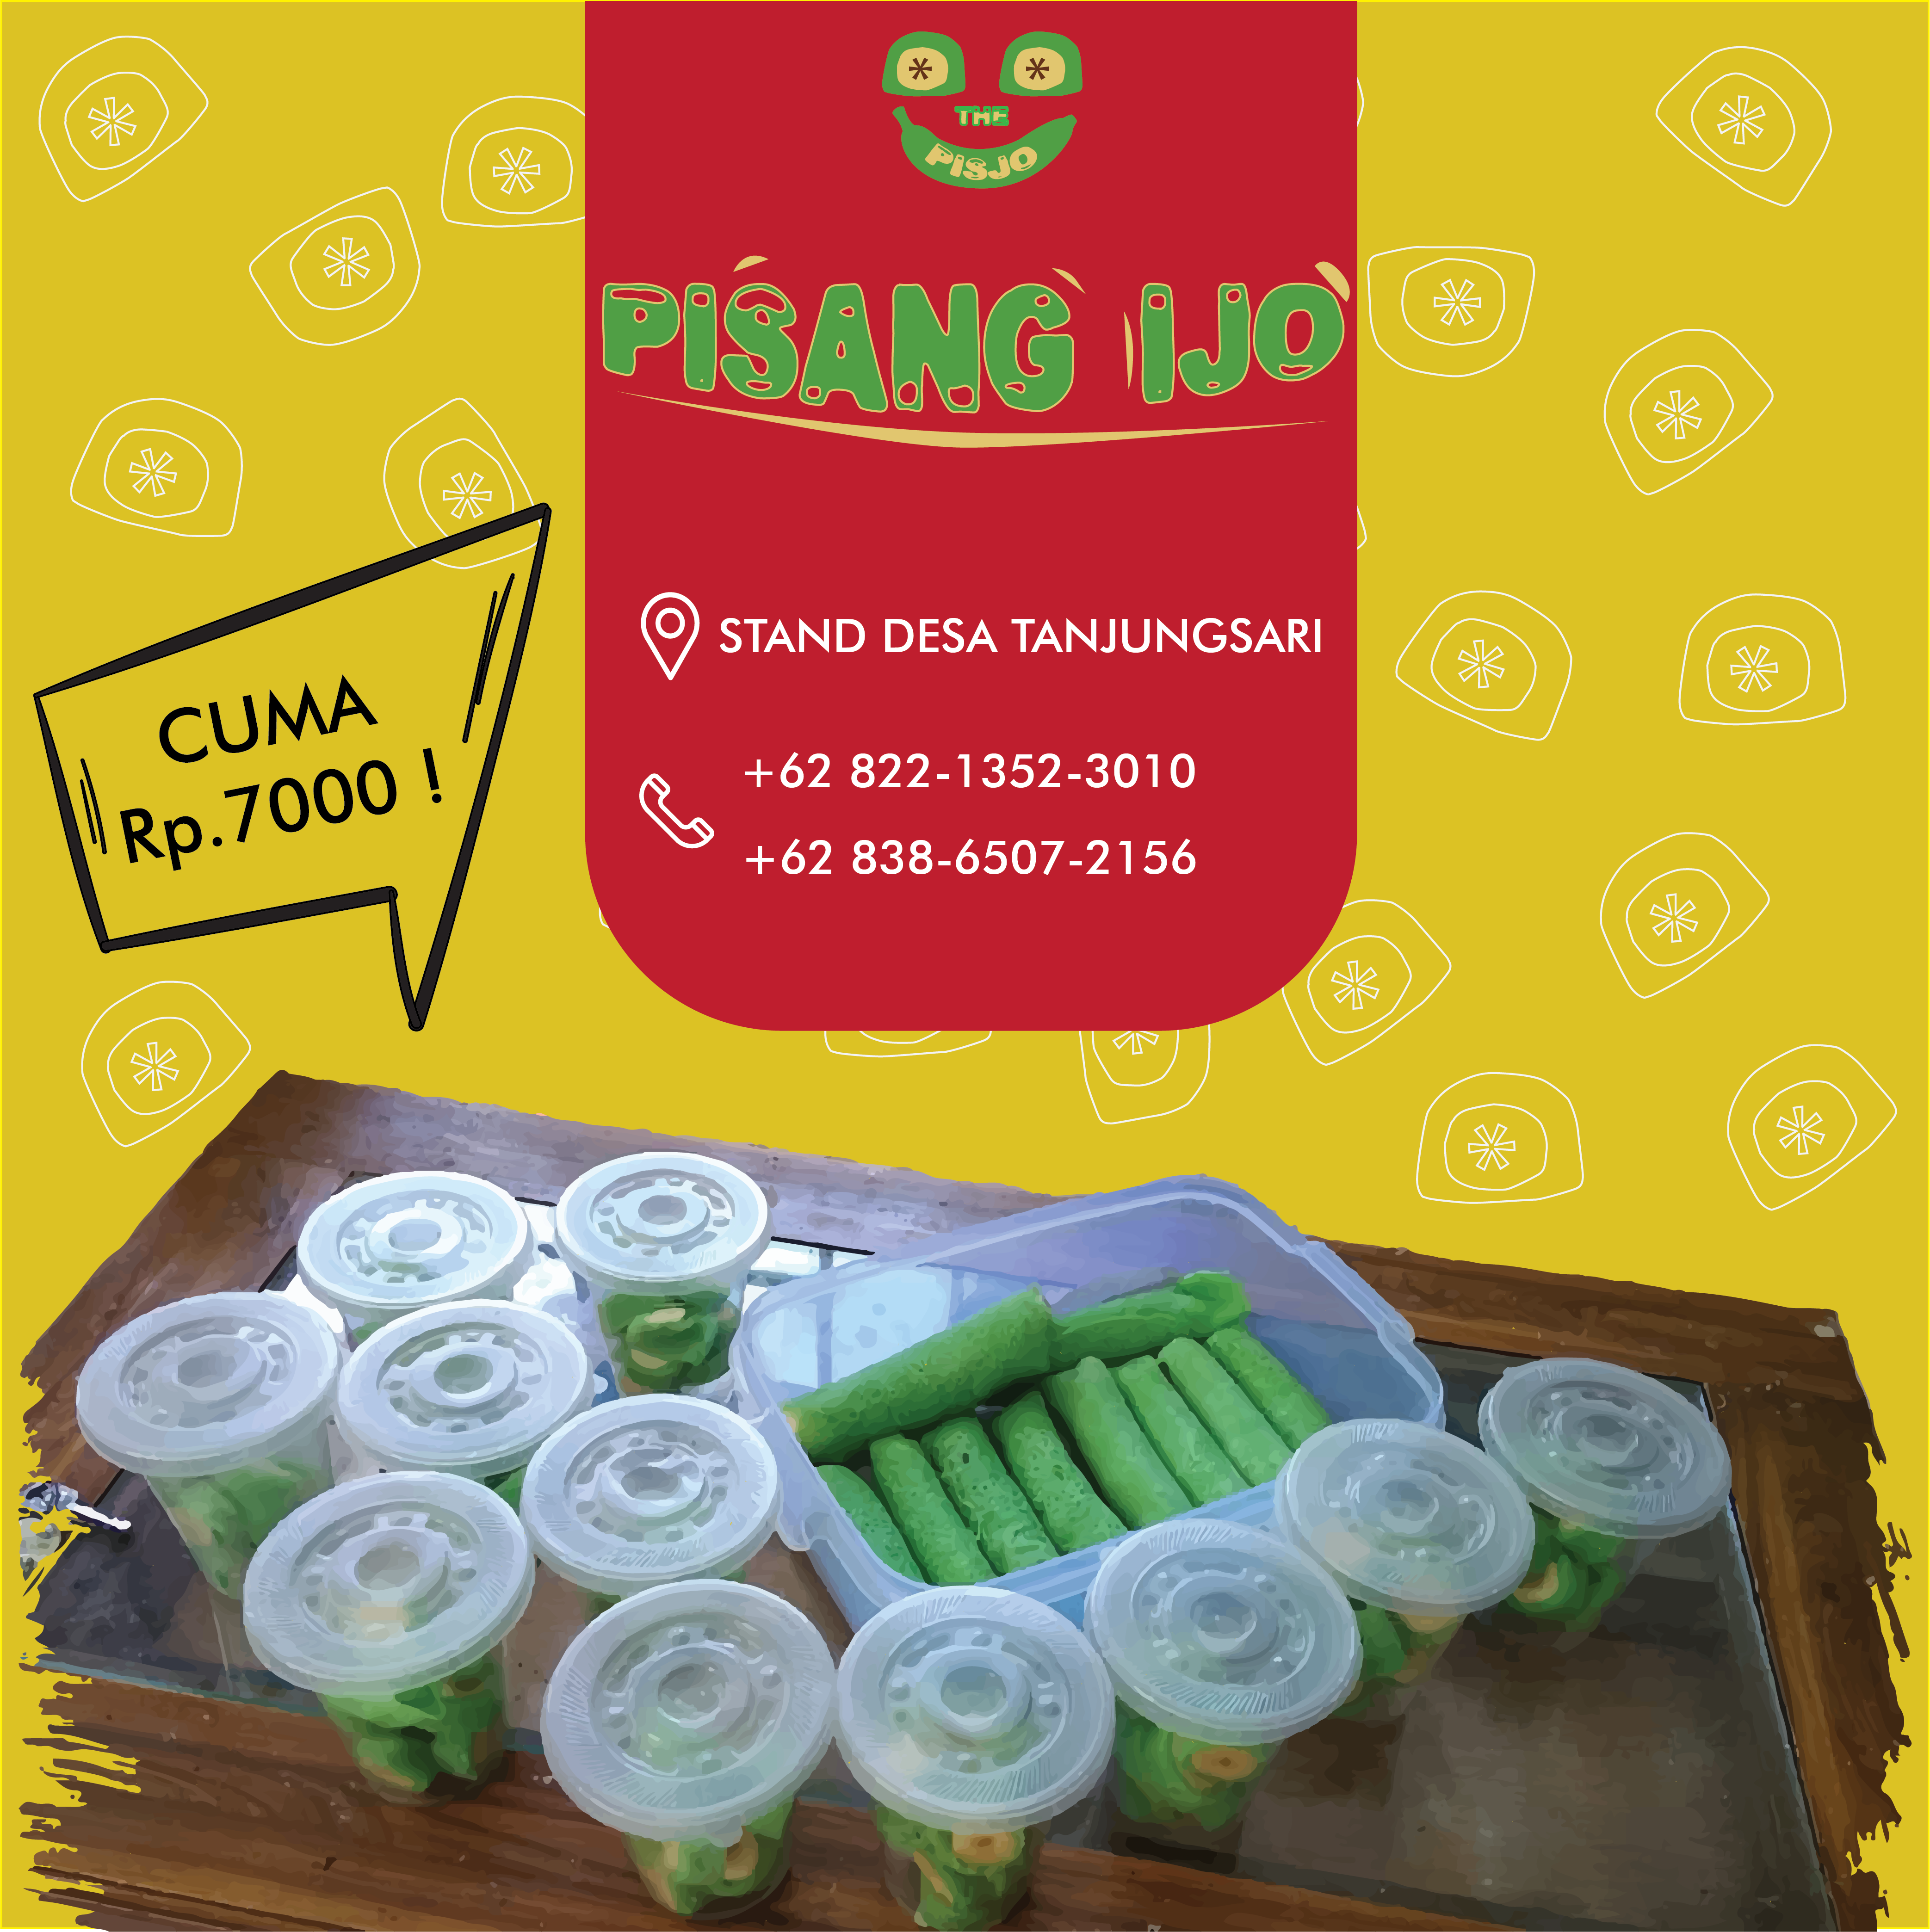 THE
PISJO
PISANG IJO
STAND DESA TANJUNGSARI
+62 822-1352-3010
+62 838-6507-2156
CUMA
Rp.7000 !